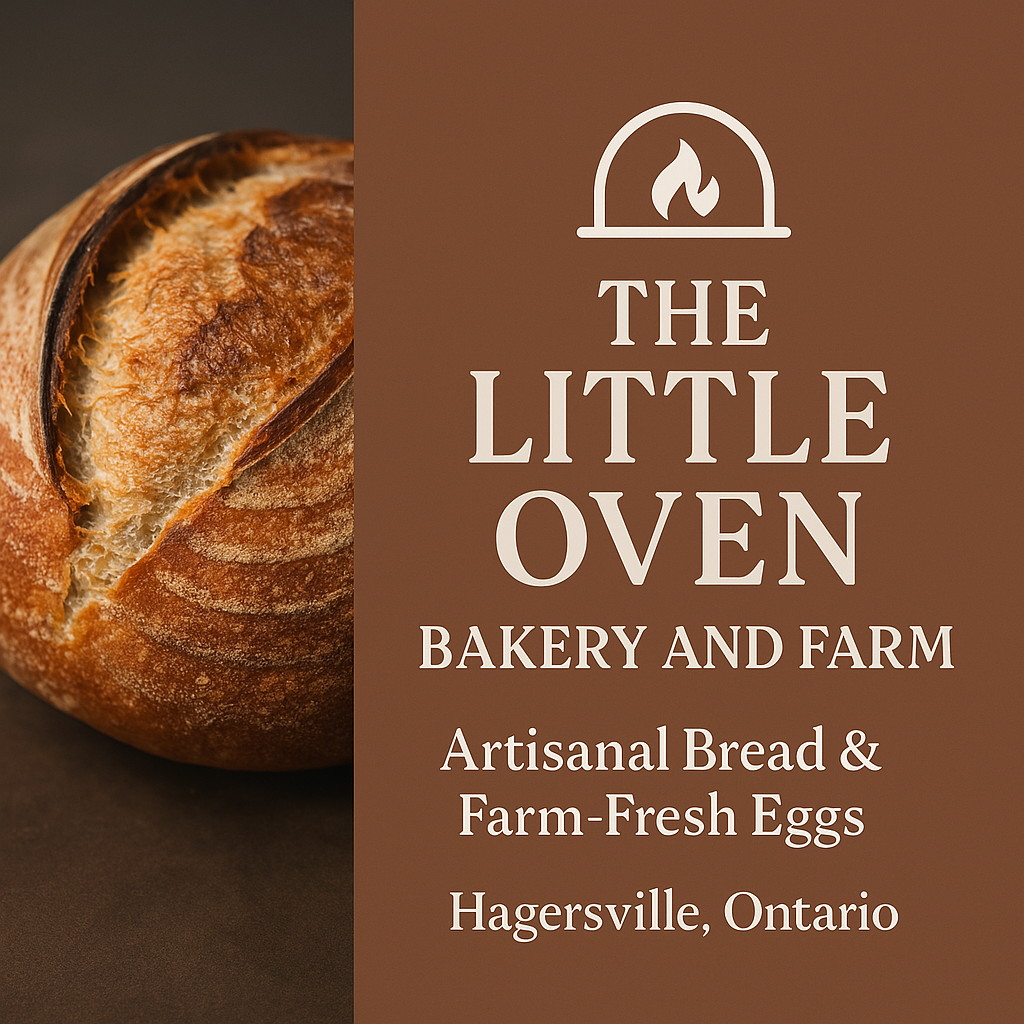 THE
LITTLE
OVEN
BAKERY AND FARM
Artisanal Bread &
Farm-Fresh Eggs
Hagersville, Ontario